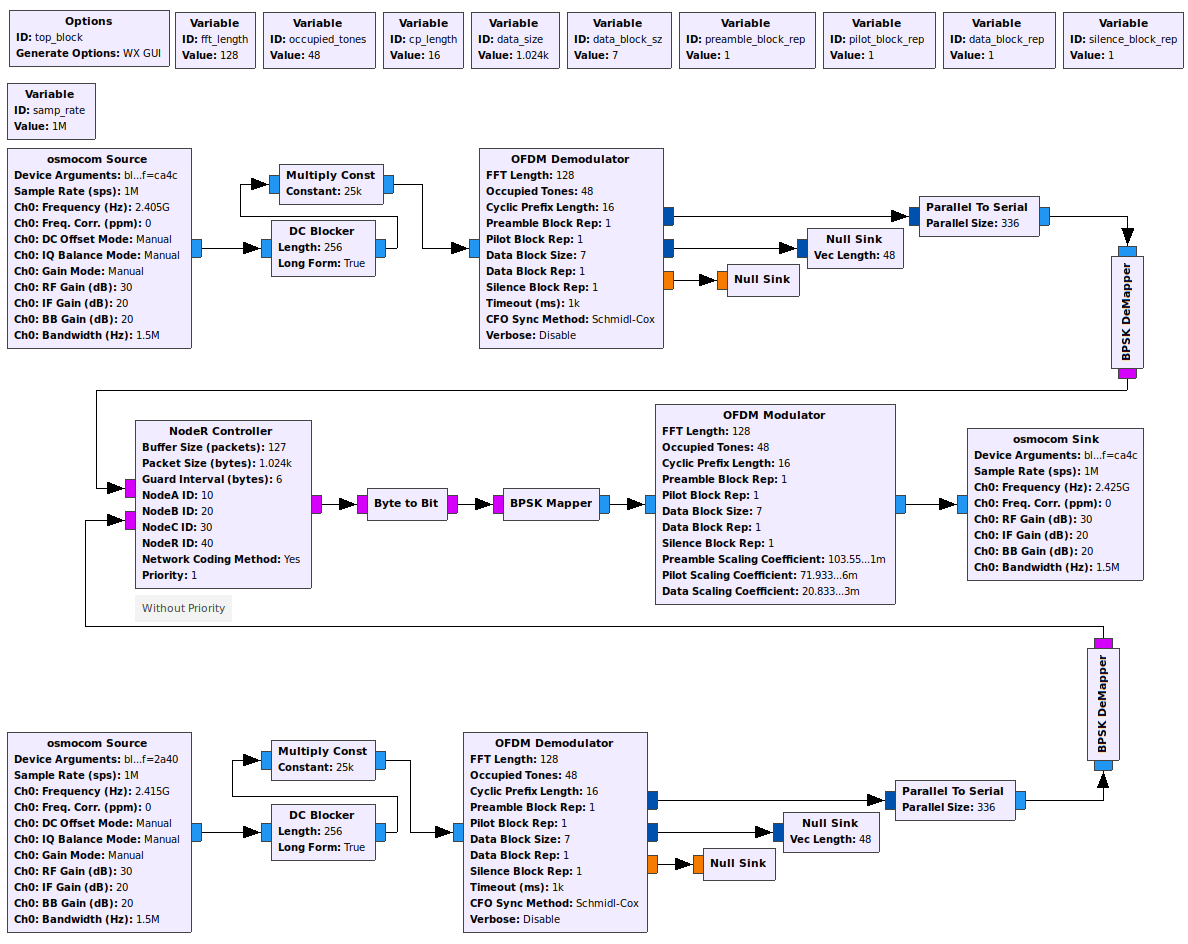 Options
ID: top_block
Generate Options: WX GUI
Variable
ID: fft_length
Value: 128
Variable
ID: occupied_tones
Value: 48
Variable
ID: cp_length
Value: 16
Variable
ID: data_size
Value: 1.024k
Variable
ID: data_block_sz
Value: 7
Variable
ID: preamble_block_rep
Value: 1
Variable
ID: pilot_block_rep
Value: 1
Variable
ID: data_block_rep
Value: 1
Variable
ID: silence_block_rep
Value: 1
Variable
ID: samp_rate
Value: 1M
osmocom Source
Device Arguments: bl...f=ca4c
Sample Rate (sps): 1M
Ch0: Frequency (Hz): 2.405G
Ch0: Freq. Corr. (ppm): 0
Ch0: DC Offset Mode: Manual
Ch0: IQ Balance Mode: Manual
Ch0: Gain Mode: Manual
Ch0: RF Gain (dB): 30
Ch0: IF Gain (dB): 20
Ch0: BB Gain (dB): 20
Ch0: Bandwidth (Hz): 1.5M
Multiply Const
Constant: 25k
DC Blocker
Length: 256
Long Form: True
OFDM Demodulator
FFT Length: 128
Occupied Tones: 48
Cyclic Prefix Length: 16
Preamble Block Rep: 1
Pilot Block Rep: 1
Data Block Size: 7
Data Block Rep: 1
Silence Block Rep: 1
Timeout (ms): 1k
CFO Sync Method: Schmidl-Cox
Verbose: Disable
Parallel To Serial
Parallel Size: 336
Null Sink
Vec Length: 48
Null Sink
BPSK DeMapper
NodeR Controller
Buffer Size (packets): 127
Packet Size (bytes): 1.024k
Guard Interval (bytes): 6
NodeA ID: 10
NodeB ID: 20
NodeC ID: 30
NodeR ID: 40
Network Coding Method: Yes
Priority: 1
Without Priority
Byte to Bit
BPSK Mapper
OFDM Modulator
FFT Length: 128
Occupied Tones: 48
Cyclic Prefix Length: 16
Preamble Block Rep: 1
Pilot Block Rep: 1
Data Block Size: 7
Data Block Rep: 1
Silence Block Rep: 1
Preamble Scaling Coefficient: 103.55...1m
Pilot Scaling Coefficient: 71.933...6m
Data Scaling Coefficient: 20.833...3m
osmocom Sink
Device Arguments: bl...f=ca4c
Sample Rate (sps): 1M
Ch0: Frequency (Hz): 2.425G
Ch0: Freq. Corr. (ppm): 0
Ch0: RF Gain (dB): 30
Ch0: IF Gain (dB): 20
Ch0: BB Gain (dB): 20
Ch0: Bandwidth (Hz): 1.5M
BPSK DeMapper
osmocom Source
Device Arguments: bl...f=2a40
Sample Rate (sps): 1M
Ch0: Frequency (Hz): 2.415G
Ch0: Freq. Corr. (ppm): 0
Ch0: DC Offset Mode: Manual
Ch0: IQ Balance Mode: Manual
Ch0: Gain Mode: Manual
Ch0: RF Gain (dB): 30
Ch0: IF Gain (dB): 20
Ch0: BB Gain (dB): 20
Ch0: Bandwidth (Hz): 1.5M
Multiply Const
Constant: 25k
DC Blocker
Length: 256
Long Form: True
OFDM Demodulator
FFT Length: 128
Occupied Tones: 48
Cyclic Prefix Length: 16
Preamble Block Rep: 1
Pilot Block Rep: 1
Data Block Size: 7
Data Block Rep: 1
Silence Block Rep: 1
Timeout (ms): 1k
CFO Sync Method: Schmidl-Cox
Verbose: Disable
Parallel To Serial
Parallel Size: 336
Null Sink
Vec Length: 48
Null Sink